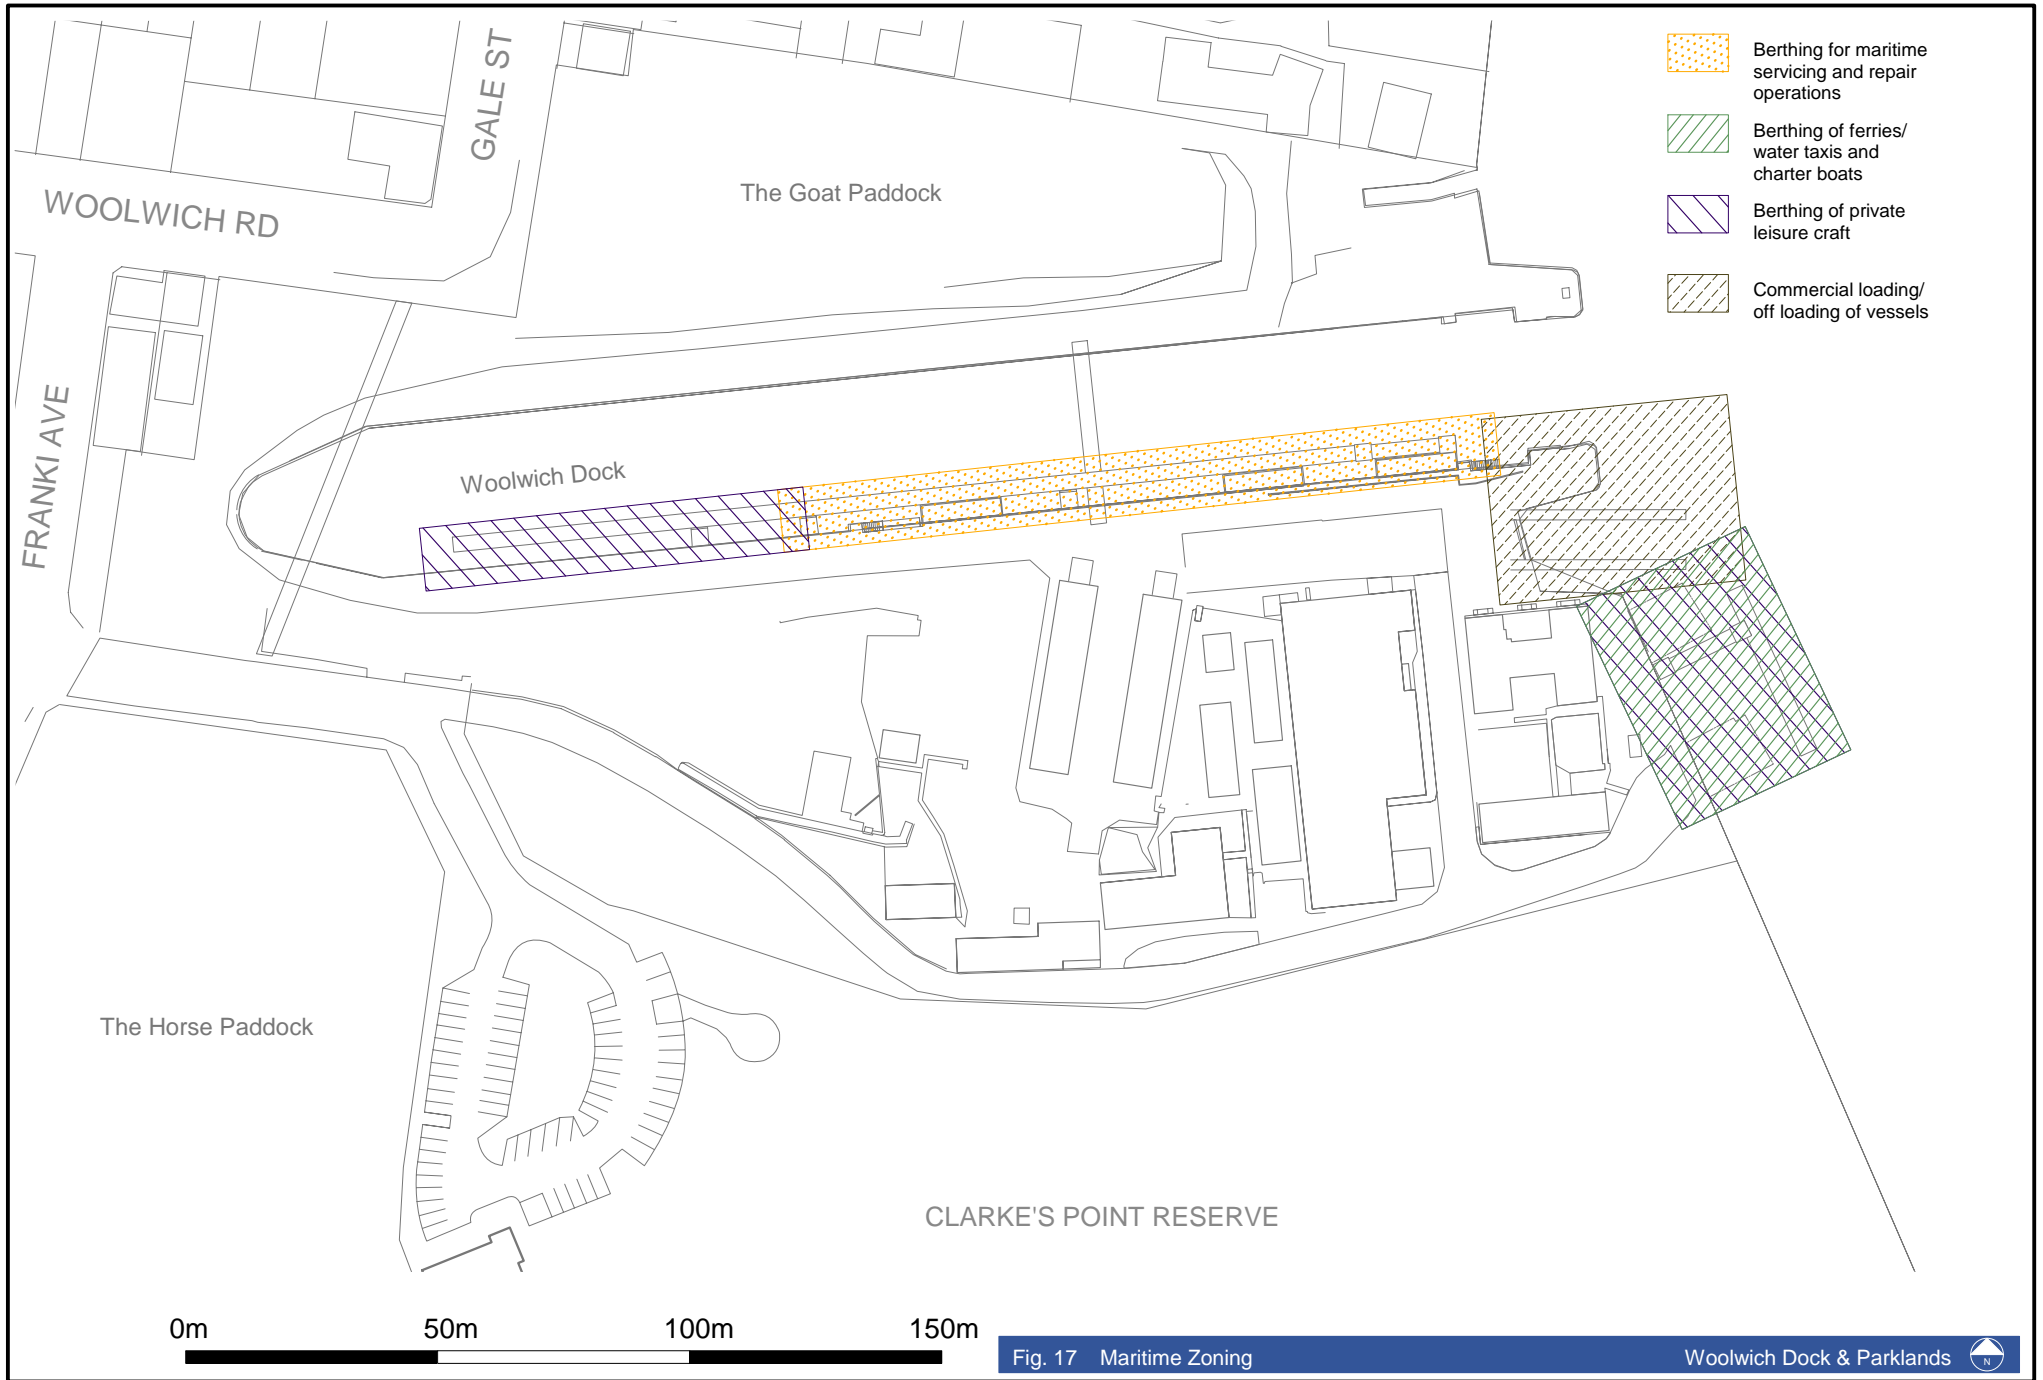 GALE ST
WOOLWICH RD
The Goat Paddock
Berthing for maritime
servicing and repair
operations
Berthing of ferries/
water taxis and
charter boats
Berthing of private
leisure craft
Commercial loading/
off loading of vessels
FRANKI AVE
Woolwich Dock
The Horse Paddock
CLARKE'S POINT RESERVE
0m 50m 100m 150m
Fig. 17 Maritime Zoning
Woolwich Dock & Parklands
N